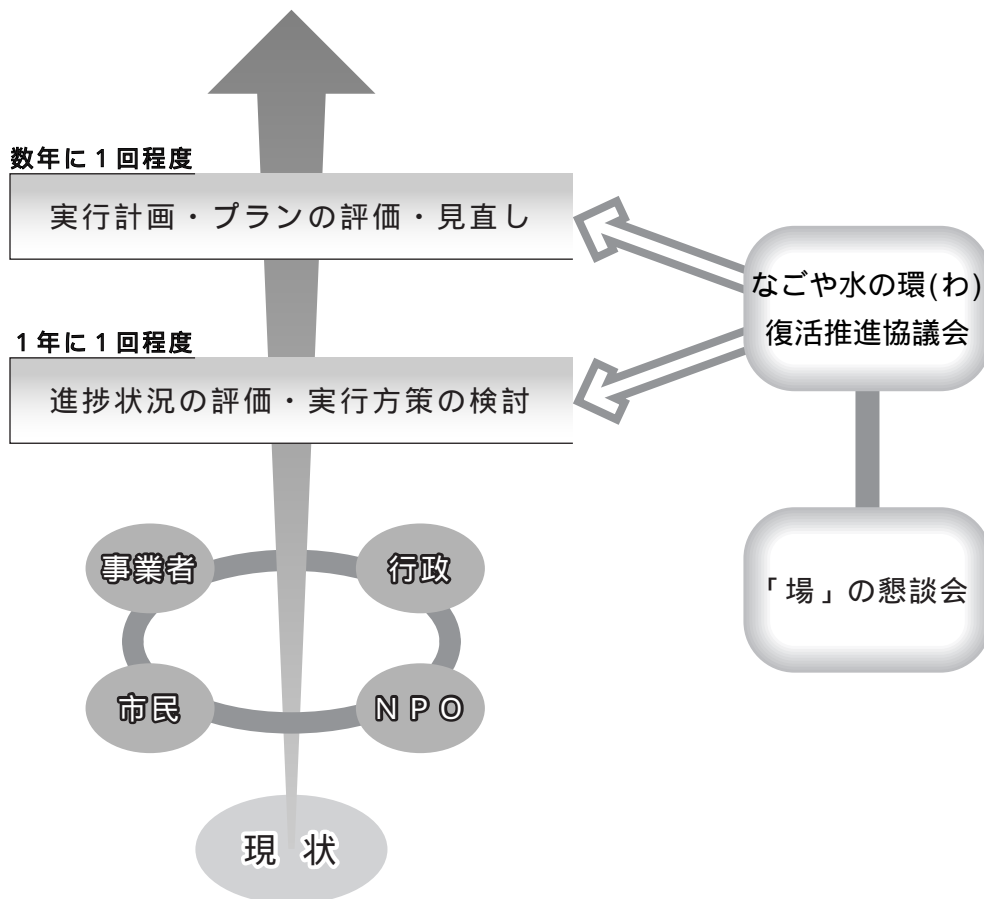 数年に１回程度
実行計画・プランの評価・見直し
なごや水の環(わ)
復活推進協議会
１年に１回程度
進捗状況の評価・実行方策の検討
事業者
行政
「場」の懇談会
市民
ＮＰＯ
現 状